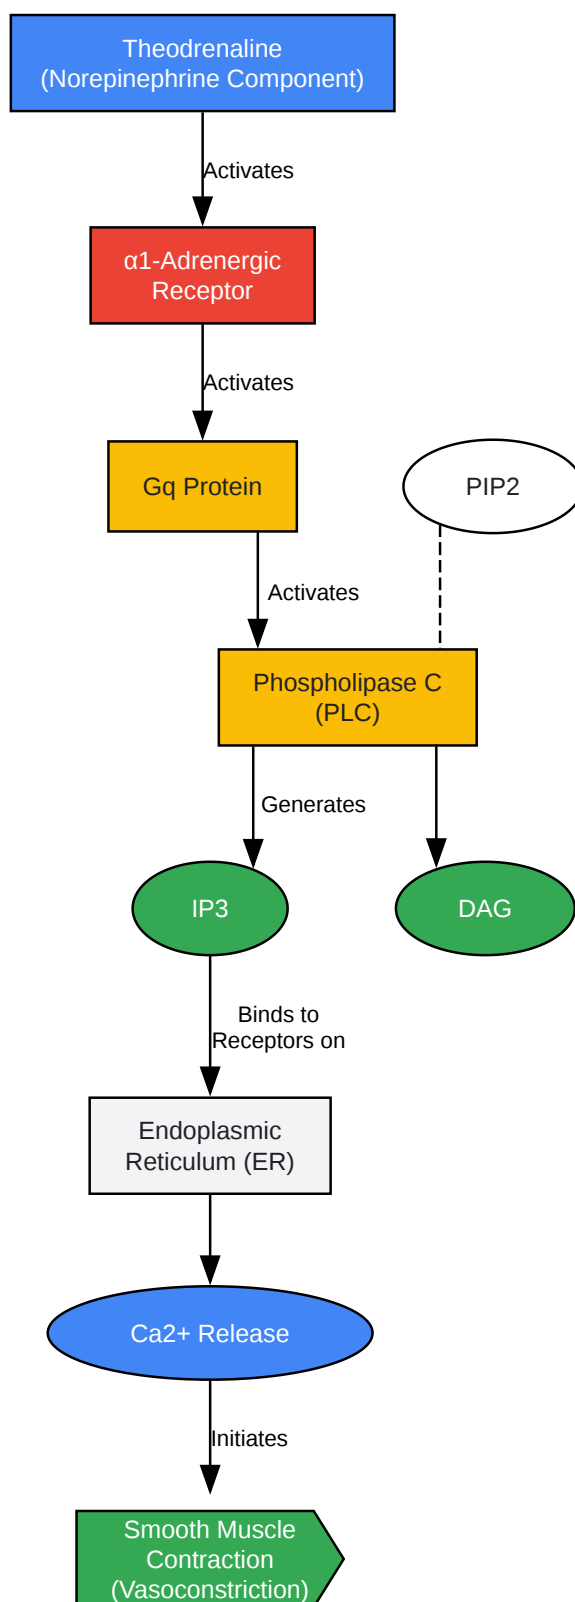 Theodrenaline
(Norepinephrine Component)
Activates
α1-Adrenergic
Receptor
Activates
Gq Protein
PIP2
Activates
Phospholipase C
(PLC)
Generates
IP3
DAG
Binds to
Receptors on
Endoplasmic
Reticulum (ER)
Ca2+ Release
Initiates
Smooth Muscle
Contraction
(Vasoconstriction)